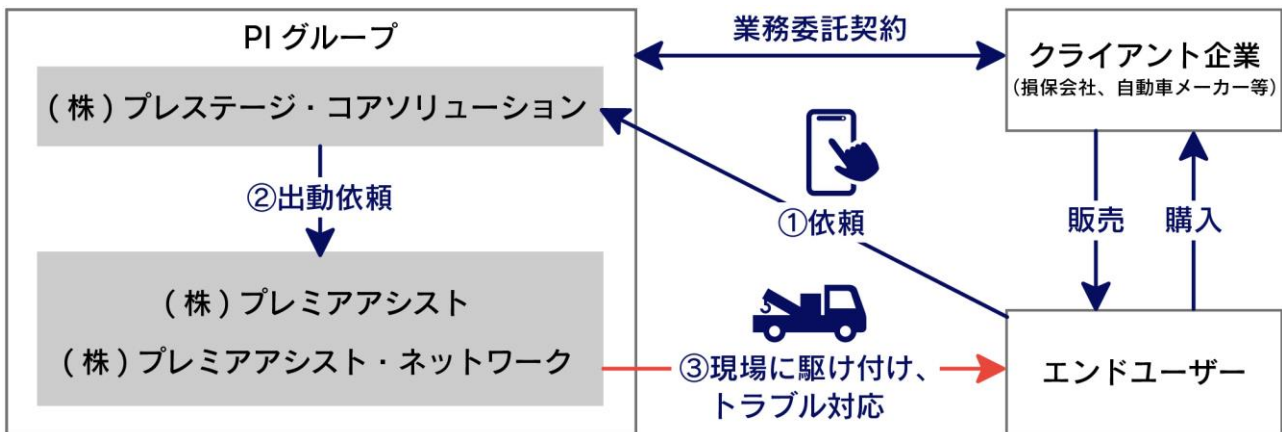 PI グループ
業務委託契約
クライアント企業
(損保会社、自動車メーカー等)
(株)プレステージ・コアソリューション
②出動依頼
①依頼
販売
購入
(株)プレミアアシスト
(株)プレミアアシスト・ネットワーク
③現場に駆け付け、
トラブル対応
エンドユーザー